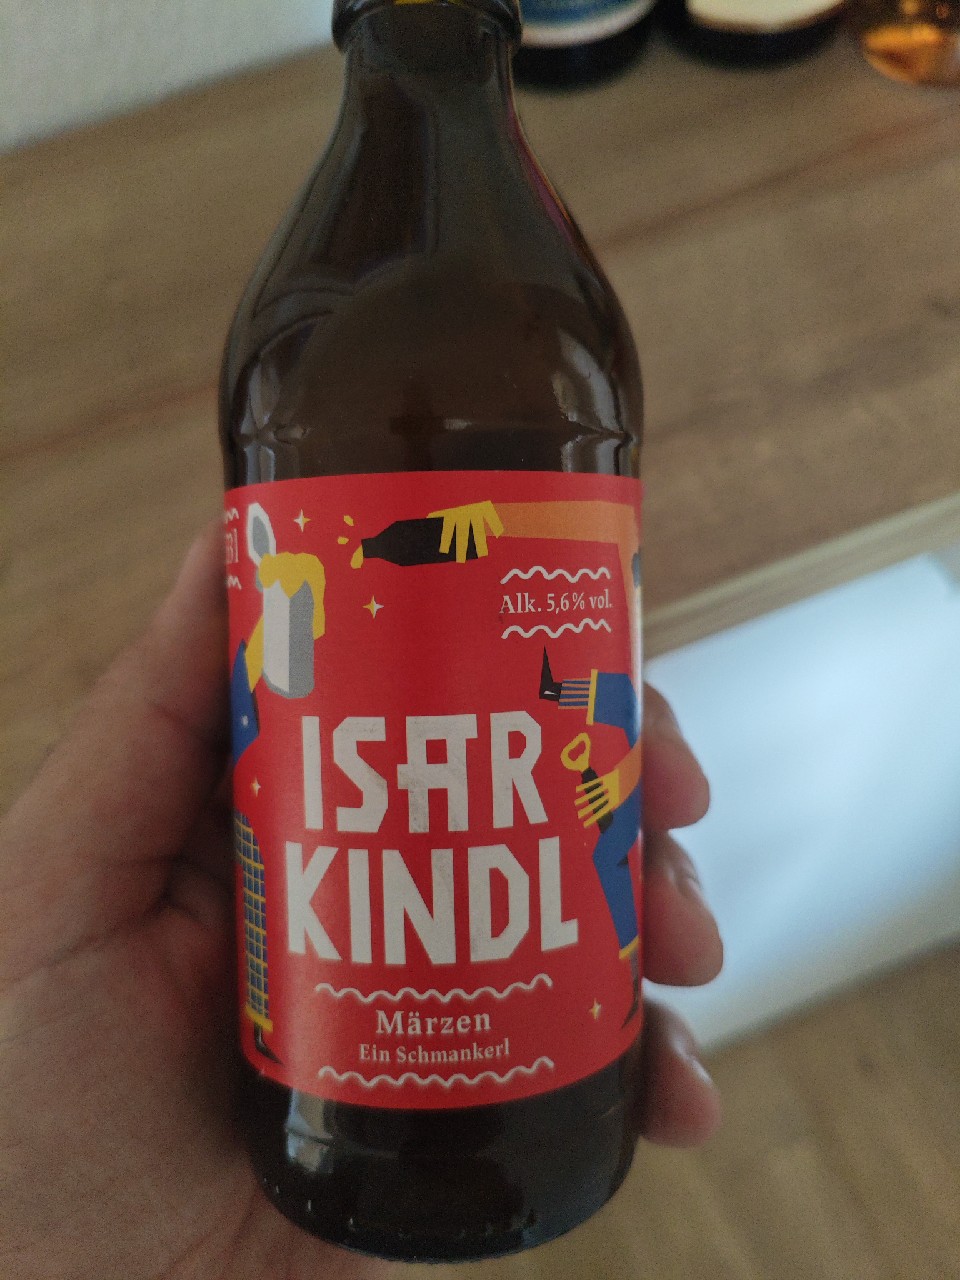 Alk. 5,6% vol.
ISAR
KINDL
Märzen
Ein Schmankerl